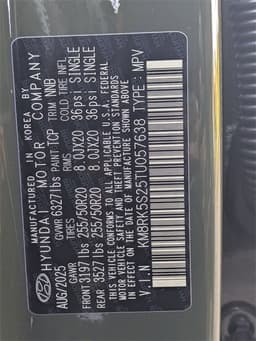 MANUFACTURED IN KOREA BY
HYUNDAI MOTOR COMPANY
AUG/2025 GVWR 6327 lbs PAINT TCP TRIM NNB
GAWR TIRES RIMS COLD TIRE INFL
FRONT 3197 lbs 255/50R20 8.0JX20 36psi SINGLE
REAR 3527 lbs 255/50R20 8.0JX20 36psi SINGLE
THIS VEHICLE CONFORMS TO ALL APPLICABLE U.S. FEDERAL
MOTOR VEHICLE SAFETY AND THEFT PREVENTION STANDARDS
IN EFFECT ON THE DATE OF MANUFACTURE SHOWN ABOVE
V.I.N: KM8RKS25TU057638 TYPE: MPV